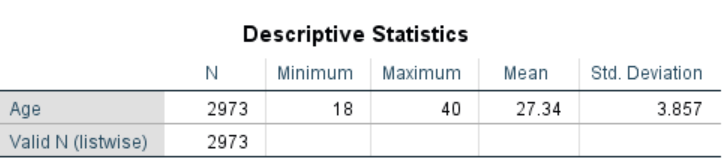 Descriptive Statistics
N Minimum Maximum Mean Std. Deviation
Age 2973 18 40 27.34 3.857
Valid N (listwise) 2973